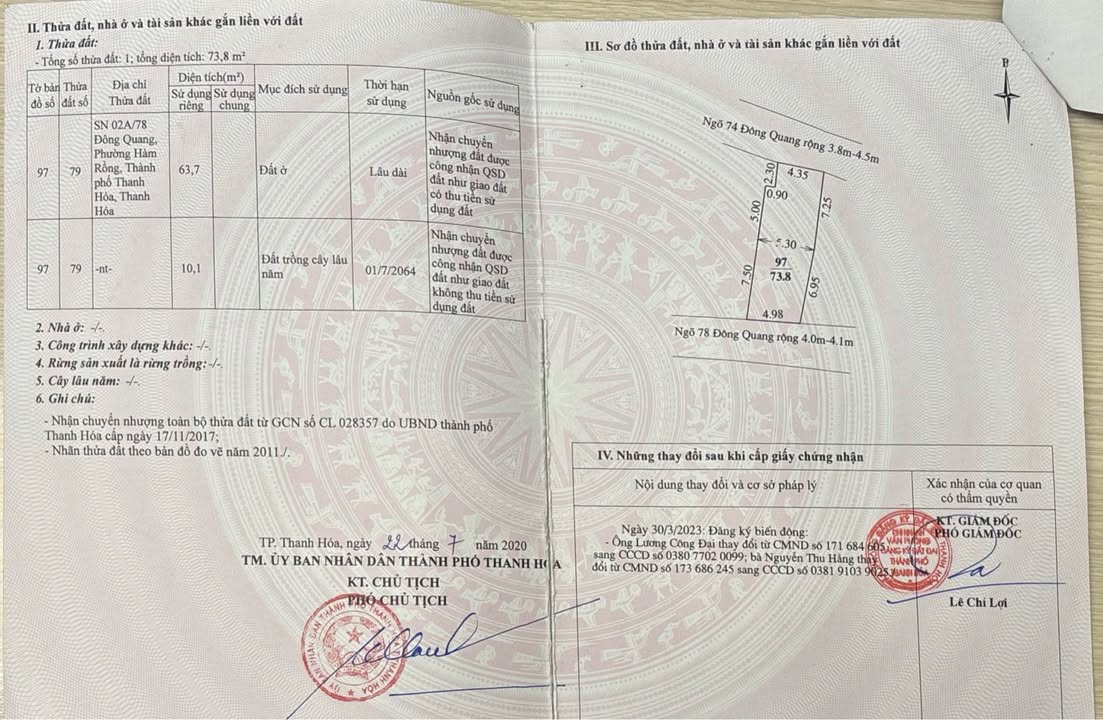 II. Thửa đất, nhà ở và tài sản khác gắn liền với đất
1. Thửa đất:
- Tổng số thửa đất: 1; tổng diện tích: 73,8 m²
Tờ bản đồ số
Thửa đất số
Địa chỉ Thửa đất
Diện tích(m²)
Sử dụng riêng
Sử dụng chung
Mục đích sử dụng
Thời hạn sử dụng
Nguồn gốc sử dụng
97
79
SN 02A/78
Đông Quang,
Phường Hàm
Rồng, Thành
phố Thanh
Hóa, Thanh
Hóa
63,7
Đất ở
Lâu dài
Nhận chuyển
nhượng đất được
công nhận QSD
đất như giao đất
có thu tiền sử
dụng đất
97
79
-nt-
10,1
Đất trồng cây lâu
năm
01/7/2064
Nhận chuyển
nhượng đất được
công nhận QSD
đất như giao đất
không thu tiền sử
dụng đất
2. Nhà ở: -/-.
3. Công trình xây dựng khác: -/-.
4. Rừng sản xuất là rừng trồng: -/-.
5. Cây lâu năm: -/-.
6. Ghi chú:
- Nhận chuyển nhượng toàn bộ thửa đất từ GCN số CL 028357 do UBND thành phố
Thanh Hóa cấp ngày 17/11/2017;
- Nhãn thửa đất theo bản đồ đo vẽ năm 2011./.
TP. Thanh Hóa, ngày 22 tháng 7 năm 2020
TM. ỦY BAN NHÂN DÂN THÀNH PHỐ THANH HÓA
KT. CHỦ TỊCH
PHÓ CHỦ TỊCH
III. Sơ đồ thửa đất, nhà ở và tài sản khác gắn liền với đất
B
Ngõ 74 Đông Quang rộng 3.8m-4.5m
2.30
4.35
0.90
5.00
7.25
5.30
97
73.8
7.50
6.95
4.98
Ngõ 78 Đông Quang rộng 4.0m-4.1m
IV. Những thay đổi sau khi cấp giấy chứng nhận
Nội dung thay đổi và cơ sở pháp lý
Xác nhận của cơ quan
có thẩm quyền
Ngày 30/3/2023: Đăng ký biến động:
- Ông Lương Công Đại thay đổi từ CMND số 171 684 605
sang CCCD số 0380 7702 0099; bà Nguyễn Thu Hằng thay
đổi từ CMND số 173 686 245 sang CCCD số 0381 9103
KT. GIÁM ĐỐC
PHÓ GIÁM ĐỐC
Lê Chí Lợi